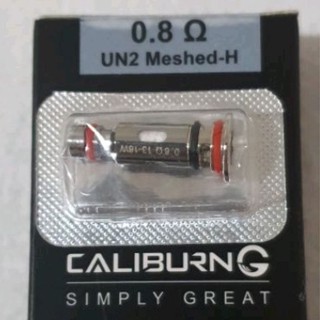 0.8 Ω
UN2 Meshed-H
0.8Ω 13-18W
CALIBURN G
SIMPLY GREAT